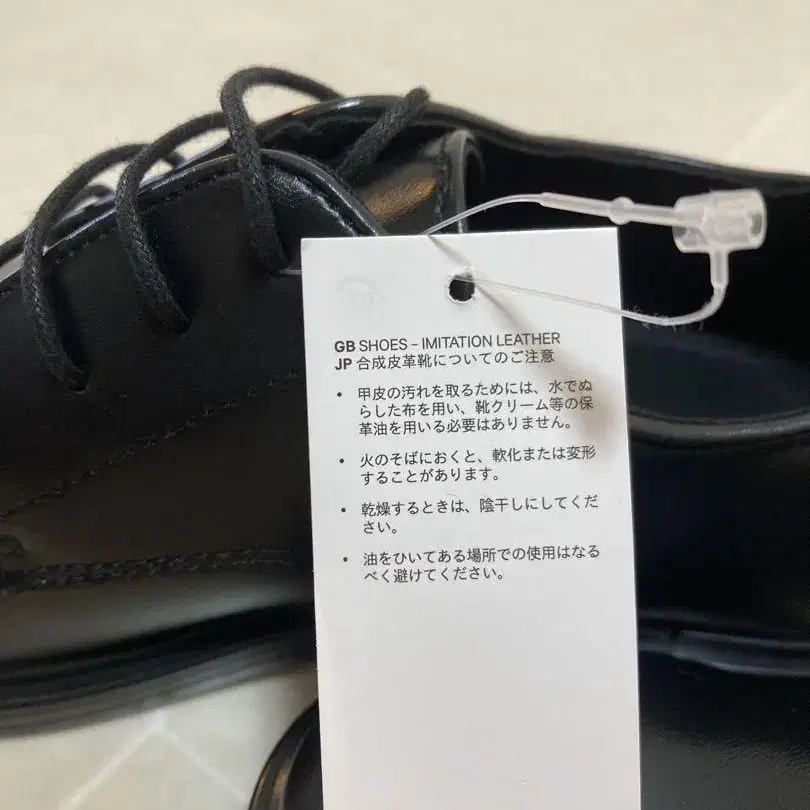 GB SHOES – IMITATION LEATHER
JP 合成皮革靴についてのご注意
• 甲皮の汚れを取るためには、水でぬ
らした布を用い、靴クリーム等の保
革油を用いる必要はありません。
• 火のそばにおくと、軟化または変形
することがあります。
• 乾燥するときは、陰干しにしてくだ
さい。
• 油をひいてある場所での使用はなる
べく避けてください。